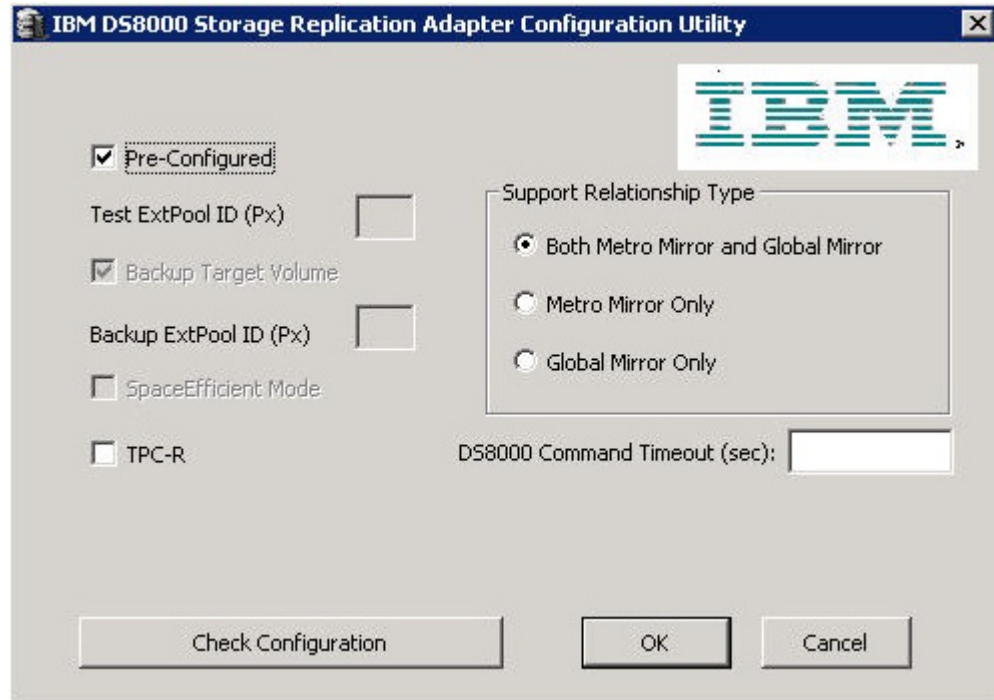 IBM DS8000 Storage Replication Adapter Configuration Utility
IBM
Pre-Configured
Test ExtPool ID (Px)
Backup Target Volume
Backup ExtPool ID (Px)
SpaceEfficient Mode
TPC-R
Support Relationship Type
Both Metro Mirror and Global Mirror
Metro Mirror Only
Global Mirror Only
DS8000 Command Timeout (sec):
Check Configuration
OK
Cancel